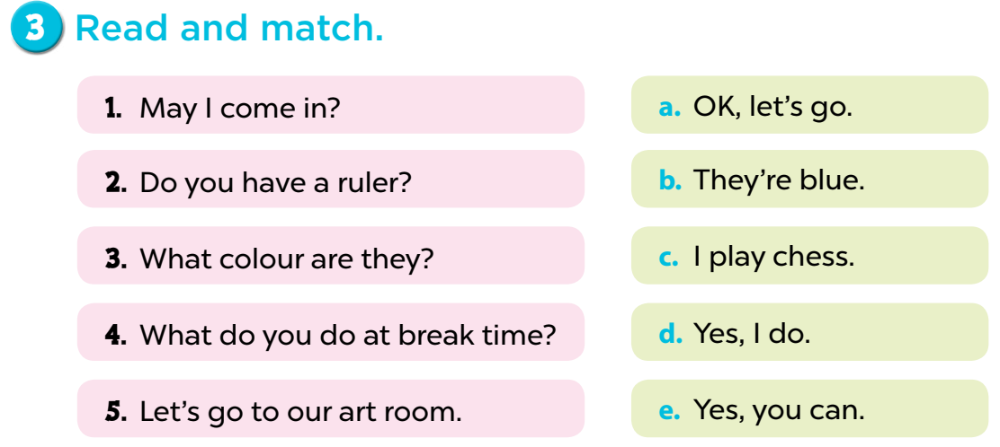 3 Read and match.
1. May I come in?
a. OK, let's go.
2. Do you have a ruler?
b. They're blue.
3. What colour are they?
c. I play chess.
4. What do you do at break time?
d. Yes, I do.
5. Let's go to our art room.
e. Yes, you can.